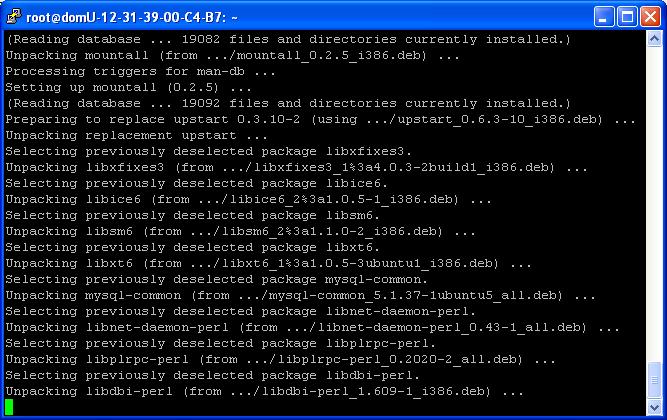 root@domU-12-31-39-00-C4-B7: ~
(Reading database ... 19082 files and directories currently installed.)
Unpacking mountall (from .../mountall_0.2.5_i386.deb) ...
Processing triggers for man-db ...
Setting up mountall (0.2.5) ...
(Reading database ... 19092 files and directories currently installed.)
Preparing to replace upstart 0.3.10-2 (using .../upstart_0.6.3-10_i386.deb) ...
Unpacking replacement upstart ...
Selecting previously deselected package libxfixes3.
Unpacking libxfixes3 (from .../libxfixes3_1%3a4.0.3-2build1_i386.deb) ...
Selecting previously deselected package libice6.
Unpacking libice6 (from .../libice6_2%3a1.0.5-1_i386.deb) ...
Selecting previously deselected package libsm6.
Unpacking libsm6 (from .../libsm6_2%3a1.1.0-2_i386.deb) ...
Selecting previously deselected package libxt6.
Unpacking libxt6 (from .../libxt6_1%3a1.0.5-3ubuntu1_i386.deb) ...
Selecting previously deselected package mysql-common.
Unpacking mysql-common (from .../mysql-common_5.1.37-1ubuntu5_all.deb) ...
Selecting previously deselected package libnet-daemon-perl.
Unpacking libnet-daemon-perl (from .../libnet-daemon-perl_0.43-1_all.deb) ...
Selecting previously deselected package libplrpc-perl.
Unpacking libplrpc-perl (from .../libplrpc-perl_0.2020-2_all.deb) ...
Selecting previously deselected package libdbi-perl.
Unpacking libdbi-perl (from .../libdbi-perl_1.609-1_i386.deb) ...